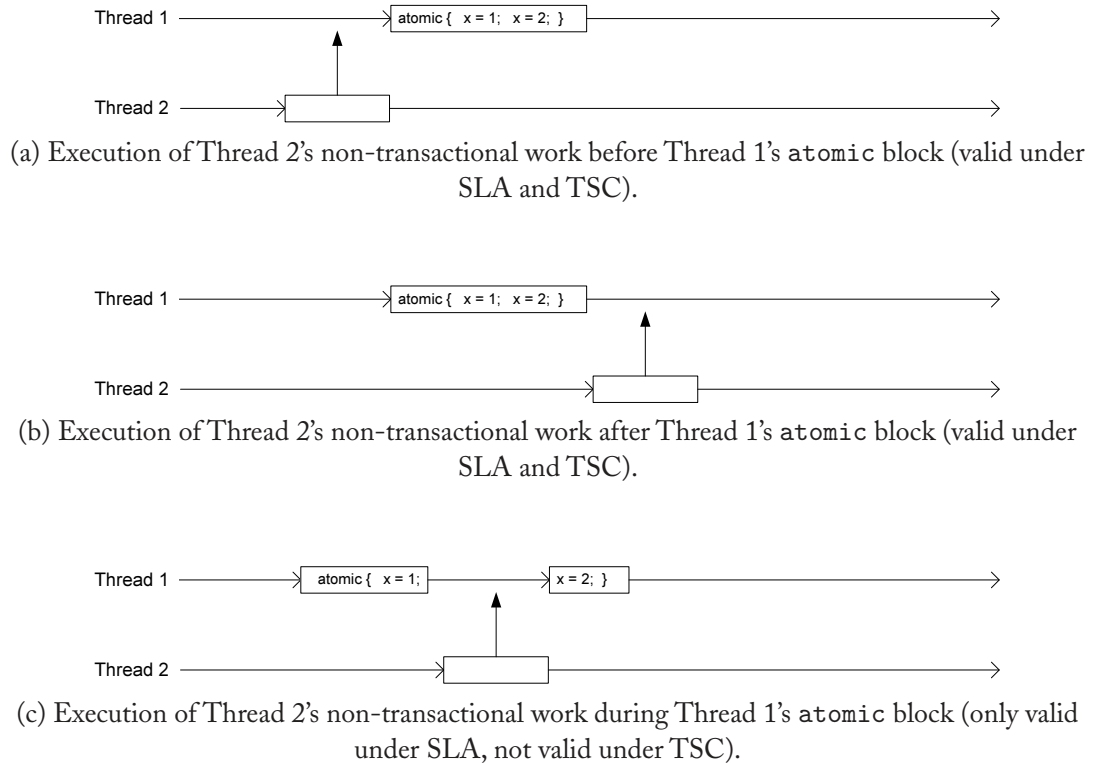 Thread 1 atomic { x = 1; x = 2; }
Thread 2
(a) Execution of Thread 2's non-transactional work before Thread 1's atomic block (valid under
SLA and TSC).
Thread 1 atomic { x = 1; x = 2; }
Thread 2
(b) Execution of Thread 2's non-transactional work after Thread 1's atomic block (valid under
SLA and TSC).
Thread 1 atomic { x = 1; x = 2; }
Thread 2
(c) Execution of Thread 2's non-transactional work during Thread 1's atomic block (only valid
under SLA, not valid under TSC).